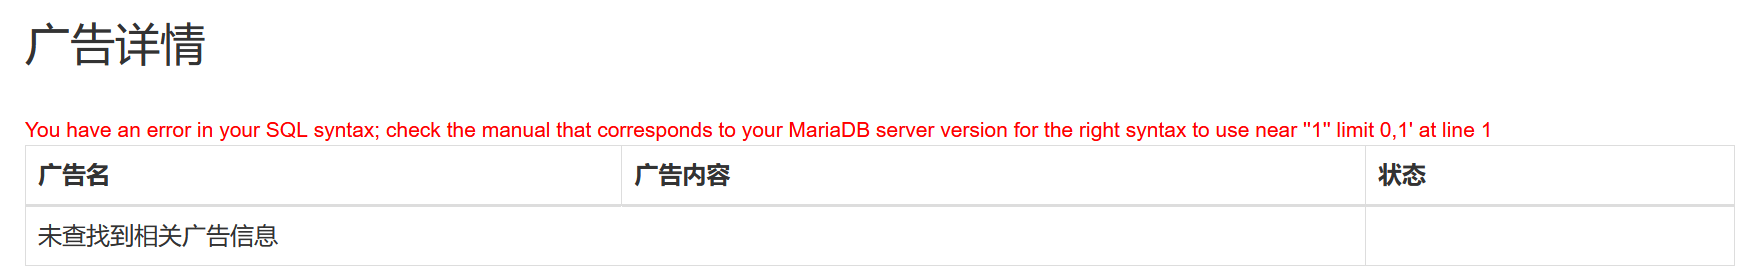 广告详情
You have an error in your SQL syntax; check the manual that corresponds to your MariaDB server version for the right syntax to use near ''1'' limit 0,1' at line 1
广告名 广告内容 状态
未查找到相关广告信息